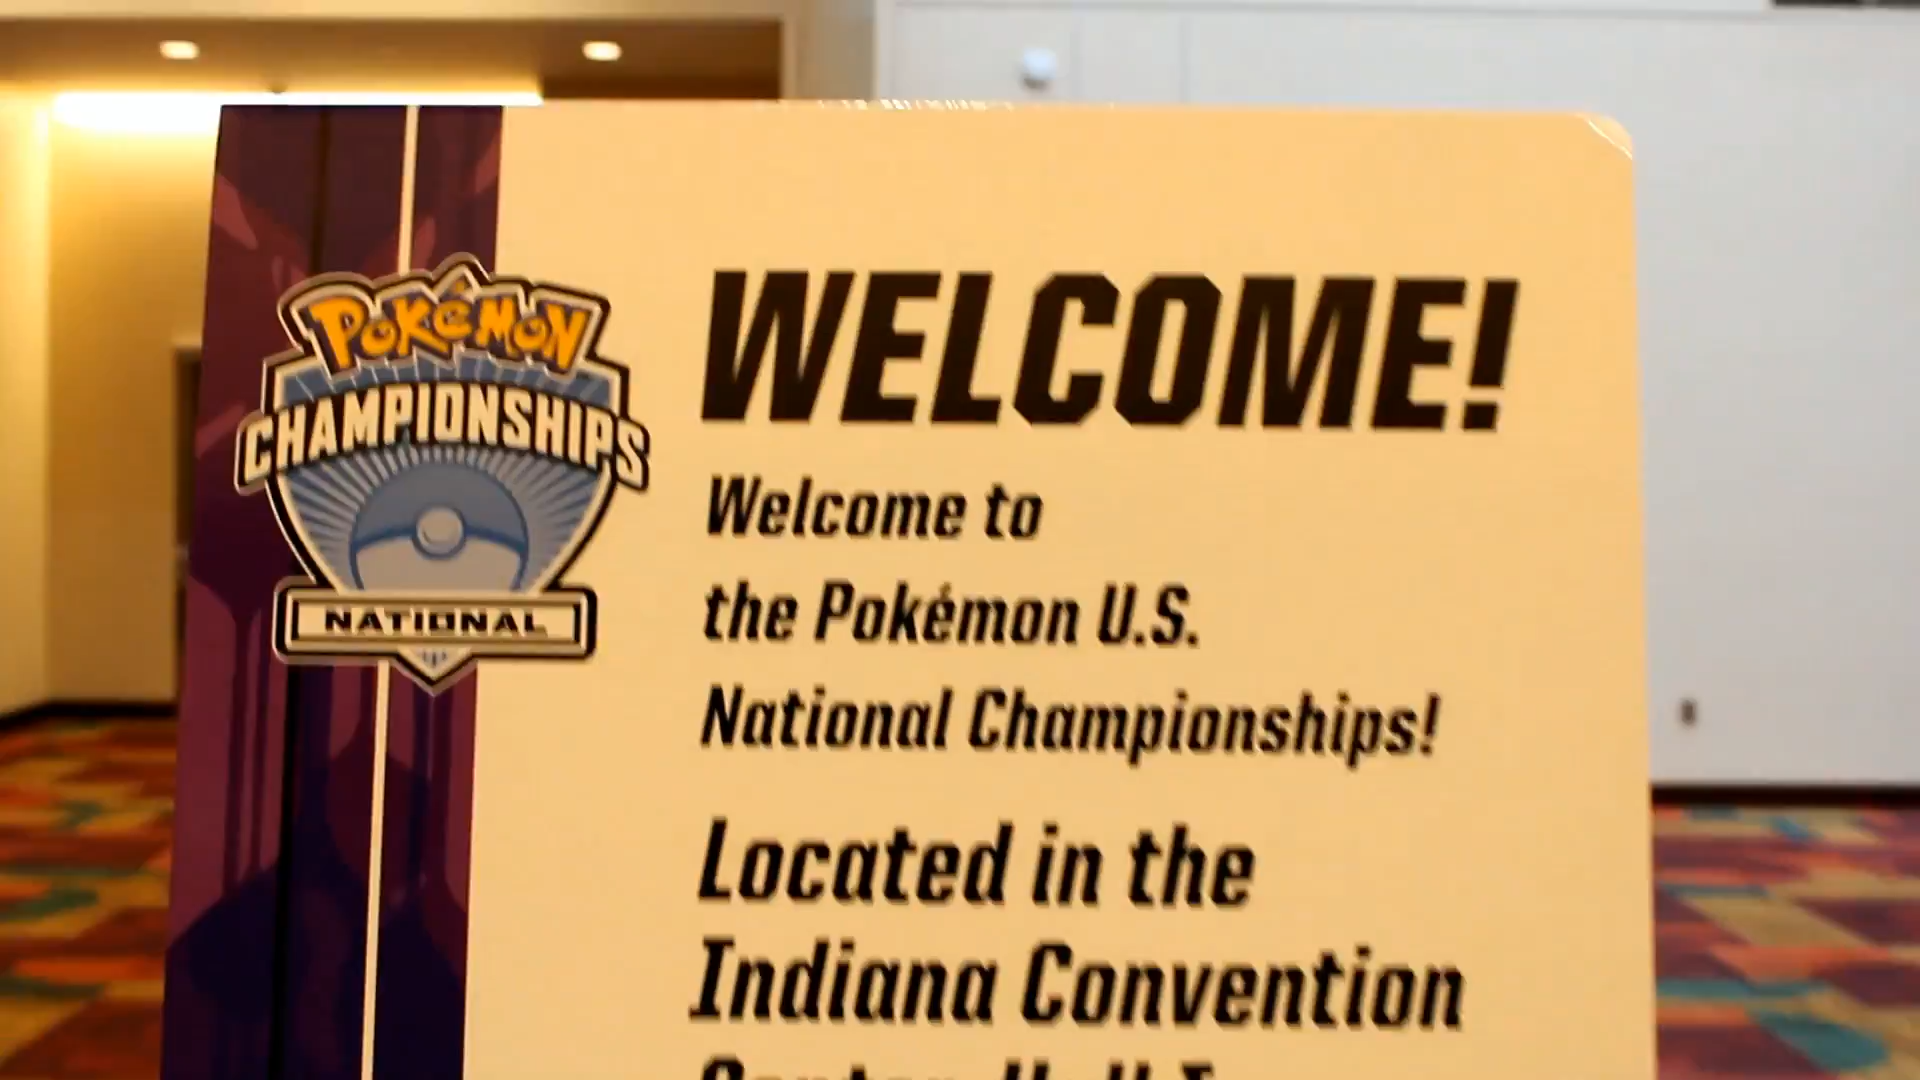 POKéMON
CHAMPIONSHIPS
NATIONAL
WELCOME!
Welcome to
the Pokémon U.S.
National Championships!
Located in the
Indiana Convention